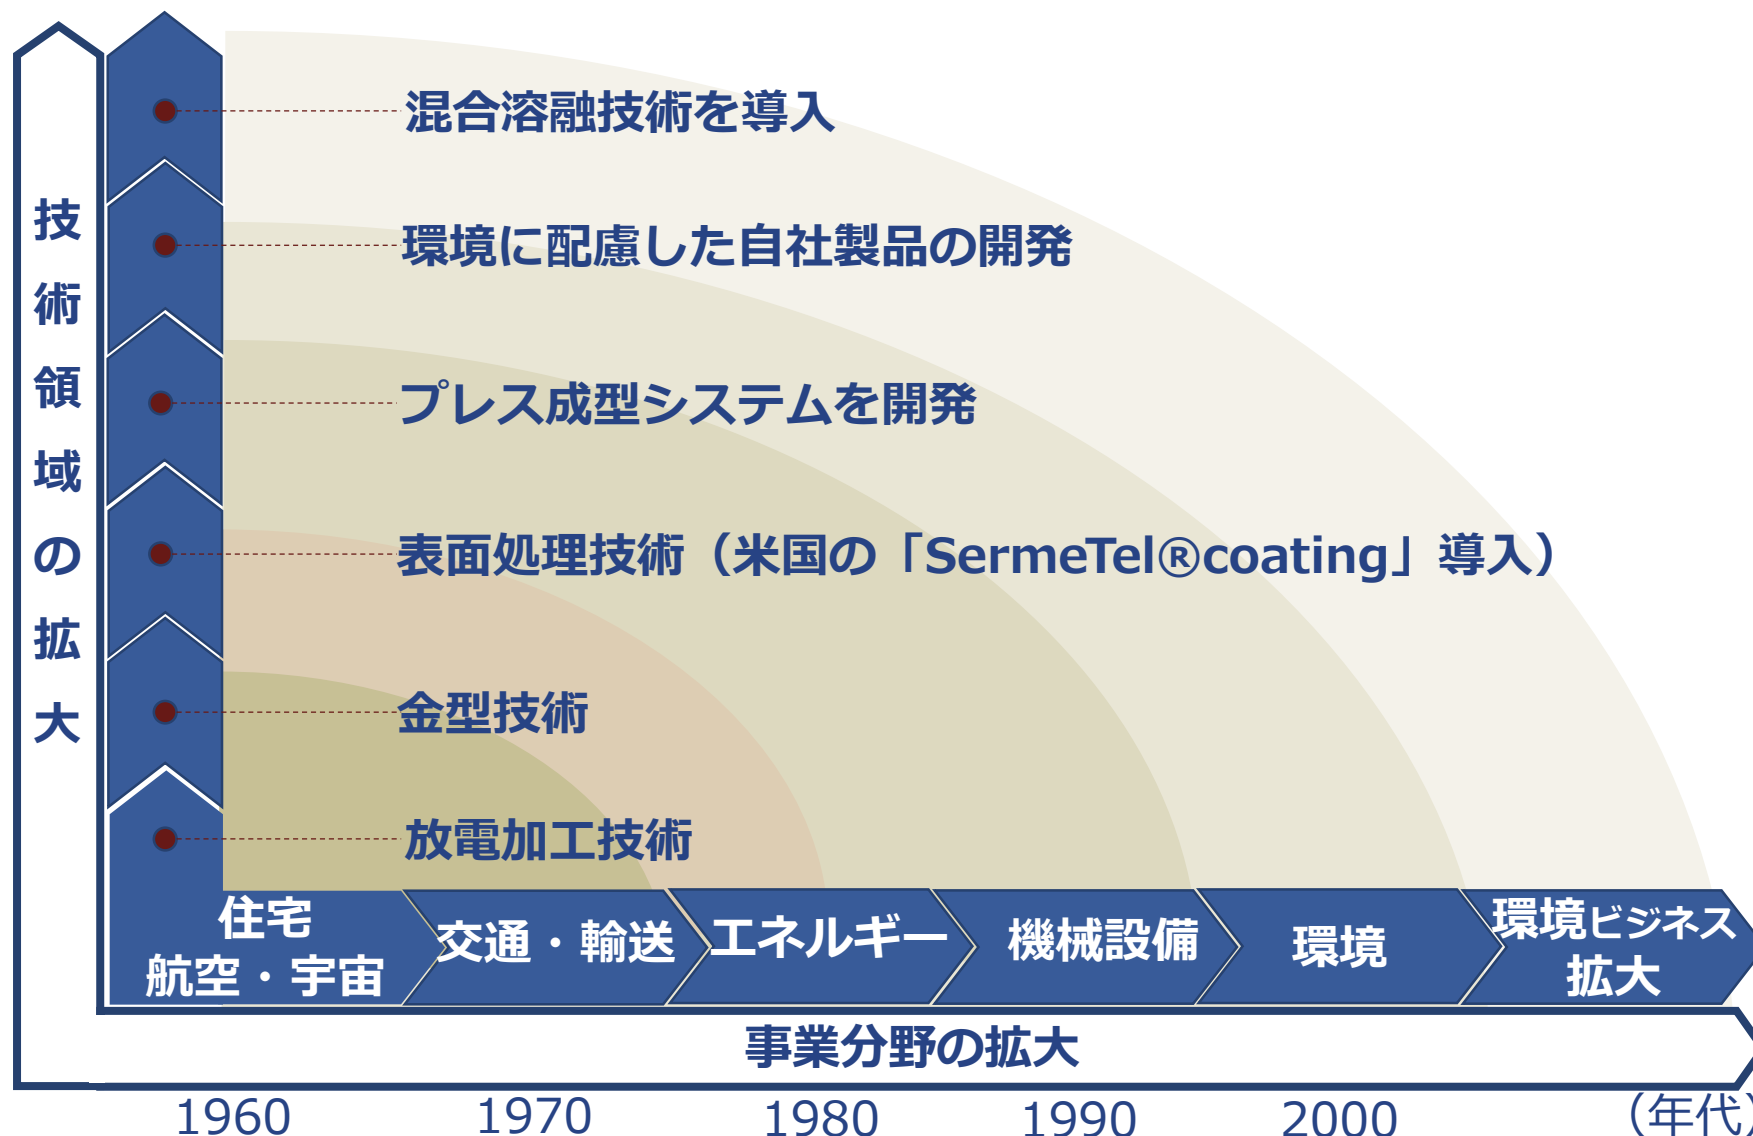 技術領域の拡大
混合溶融技術を導入
環境に配慮した自社製品の開発
プレス成型システムを開発
表面処理技術（米国の「SermeTel®coating」導入）
金型技術
放電加工技術
住宅
航空・宇宙
交通・輸送
エネルギー
機械設備
環境
環境ビジネス
拡大
事業分野の拡大
1960
1970
1980
1990
2000
（年代）